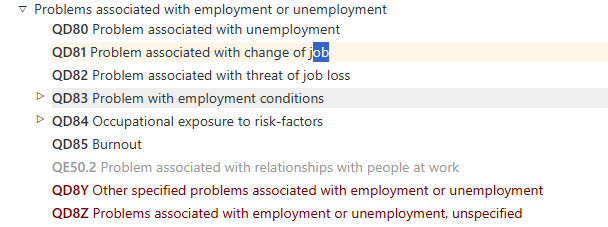 Problems associated with employment or unemployment
QD80 Problem associated with unemployment
QD81 Problem associated with change of job
QD82 Problem associated with threat of job loss
QD83 Problem with employment conditions
QD84 Occupational exposure to risk-factors
QD85 Burnout
QE50.2 Problem associated with relationships with people at work
QD8Y Other specified problems associated with employment or unemployment
QD8Z Problems associated with employment or unemployment, unspecified